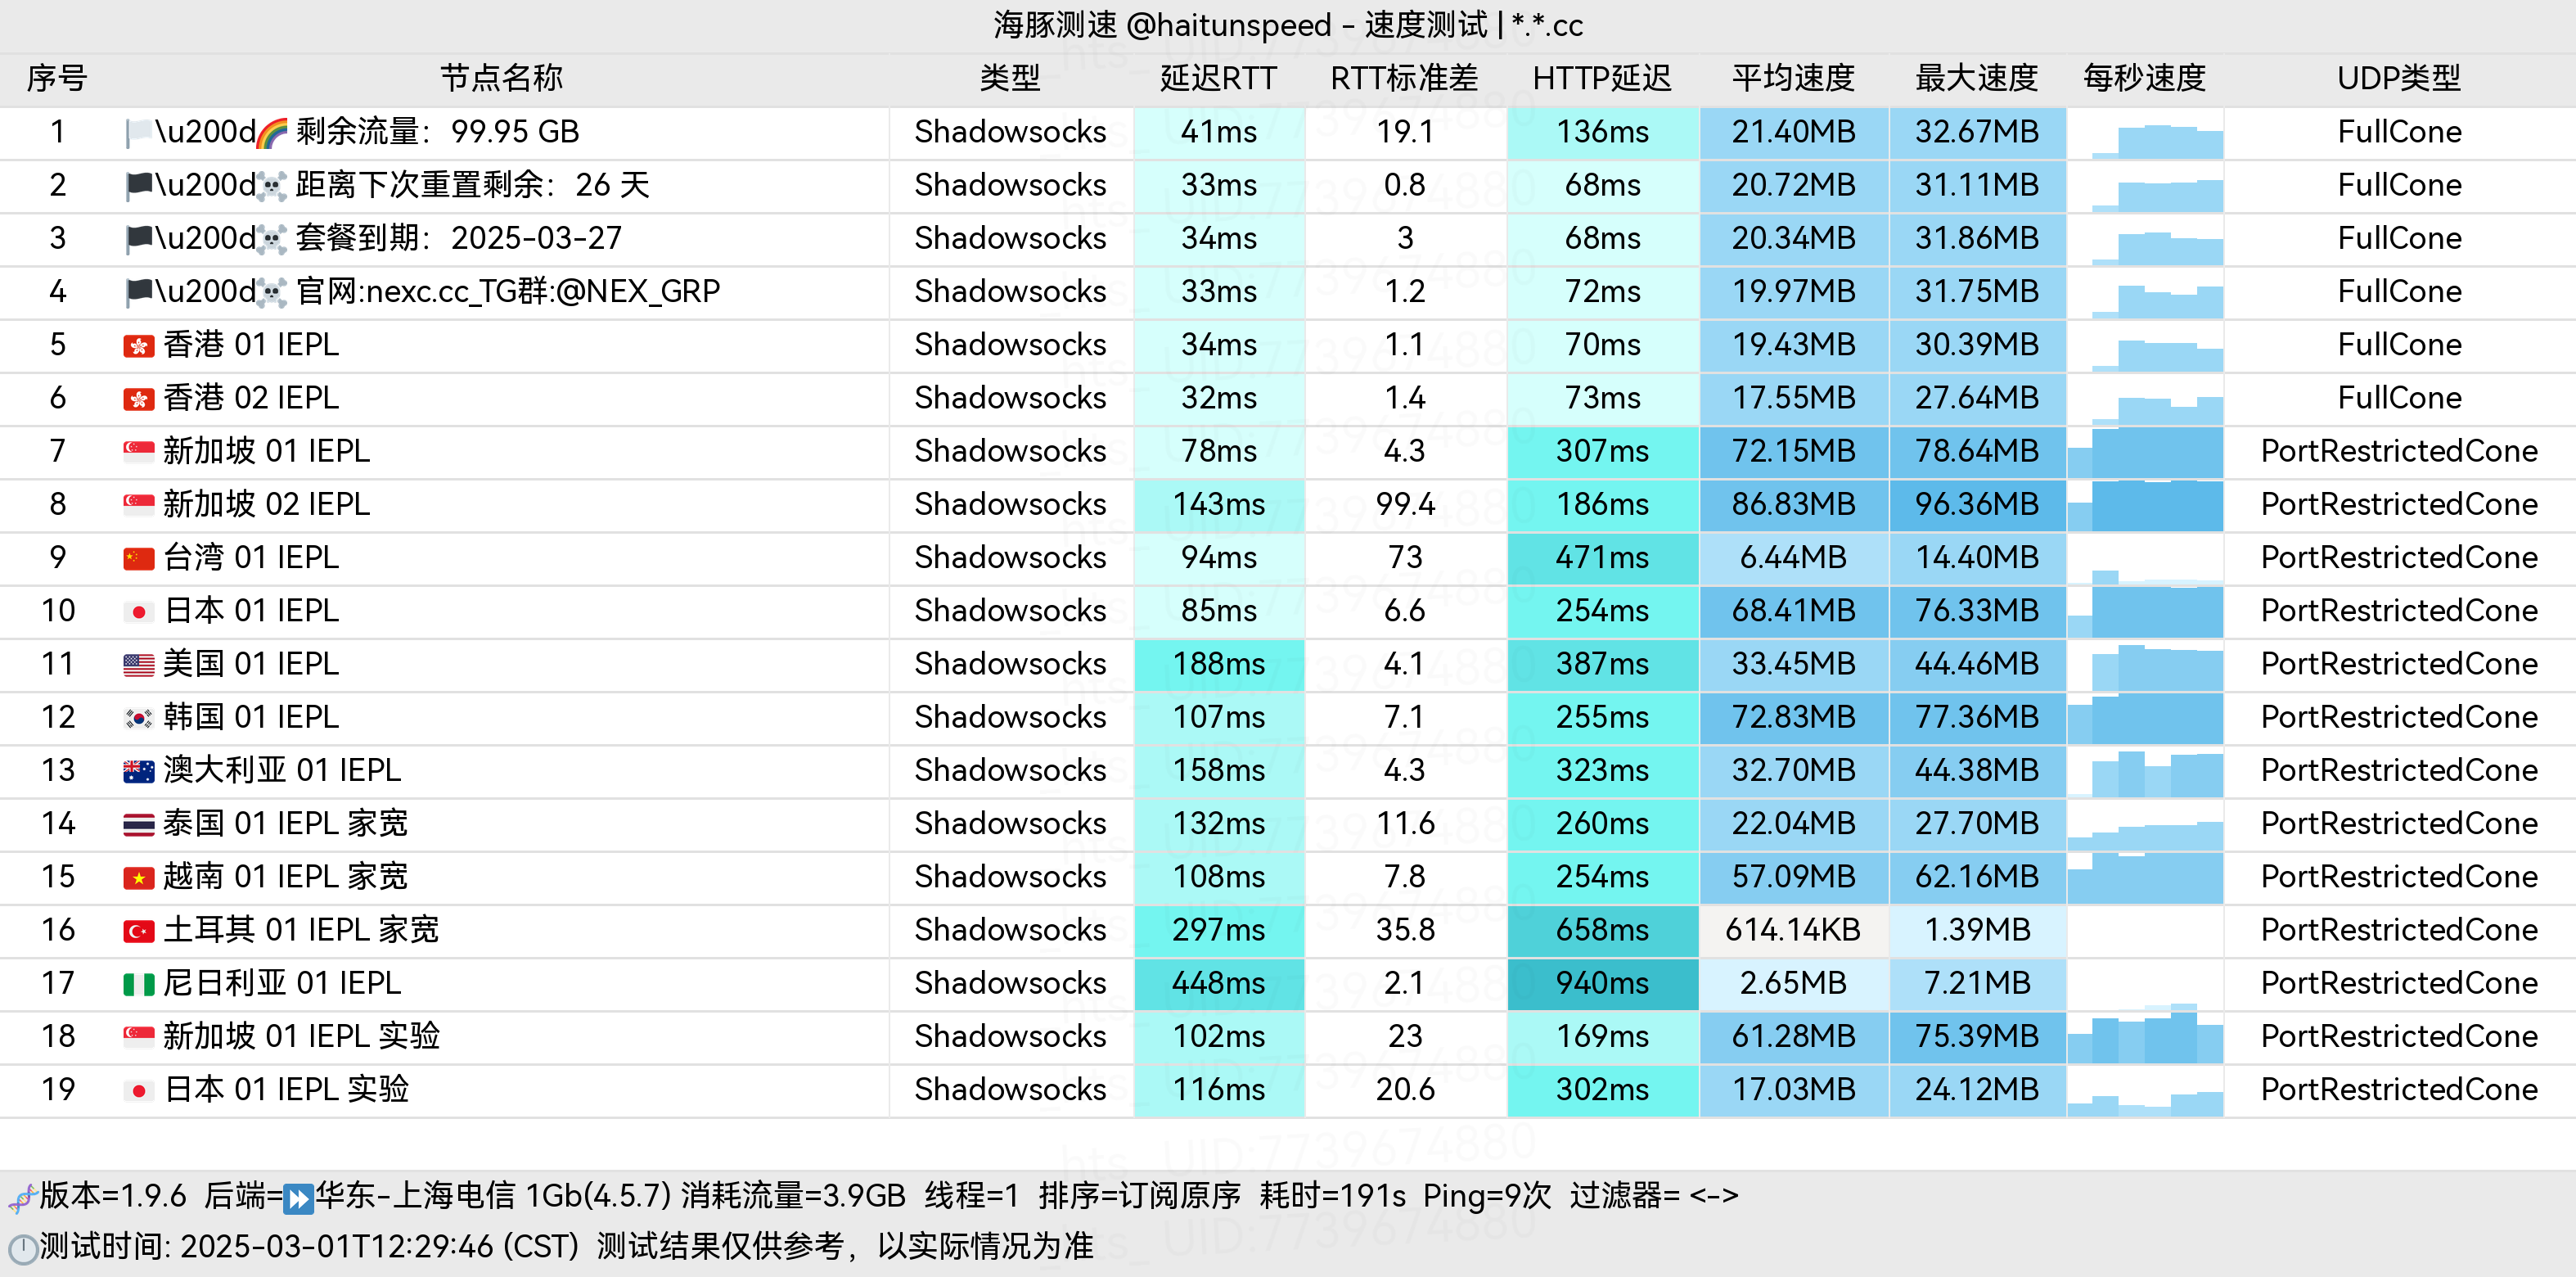 海豚测速 @haitunspeed - 速度测试 | *.*.cc
序号 节点名称 类型 延迟RTT RTT标准差 HTTP延迟 平均速度 最大速度 每秒速度 UDP类型
1 🏳️\u200d🌈 剩余流量：99.95 GB Shadowsocks 41ms 19.1 136ms 21.40MB 32.67MB FullCone
2 🏴\u200d☠️ 距离下次重置剩余：26 天 Shadowsocks 33ms 0.8 68ms 20.72MB 31.11MB FullCone
3 🏴\u200d☠️ 套餐到期：2025-03-27 Shadowsocks 34ms 3 68ms 20.34MB 31.86MB FullCone
4 🏴\u200d☠️ 官网:nexc.cc_TG群:@NEX_GRP Shadowsocks 33ms 1.2 72ms 19.97MB 31.75MB FullCone
5 🇭🇰 香港 01 IEPL Shadowsocks 34ms 1.1 70ms 19.43MB 30.39MB FullCone
6 🇭🇰 香港 02 IEPL Shadowsocks 32ms 1.4 73ms 17.55MB 27.64MB FullCone
7 🇸🇬 新加坡 01 IEPL Shadowsocks 78ms 4.3 307ms 72.15MB 78.64MB PortRestrictedCone
8 🇸🇬 新加坡 02 IEPL Shadowsocks 143ms 99.4 186ms 86.83MB 96.36MB PortRestrictedCone
9 🇨🇳 台湾 01 IEPL Shadowsocks 94ms 73 471ms 6.44MB 14.40MB PortRestrictedCone
10 🇯🇵 日本 01 IEPL Shadowsocks 85ms 6.6 254ms 68.41MB 76.33MB PortRestrictedCone
11 🇺🇸 美国 01 IEPL Shadowsocks 188ms 4.1 387ms 33.45MB 44.46MB PortRestrictedCone
12 🇰🇷 韩国 01 IEPL Shadowsocks 107ms 7.1 255ms 72.83MB 77.36MB PortRestrictedCone
13 🇦🇺 澳大利亚 01 IEPL Shadowsocks 158ms 4.3 323ms 32.70MB 44.38MB PortRestrictedCone
14 🇹🇭 泰国 01 IEPL 家宽 Shadowsocks 132ms 11.6 260ms 22.04MB 27.70MB PortRestrictedCone
15 🇻🇳 越南 01 IEPL 家宽 Shadowsocks 108ms 7.8 254ms 57.09MB 62.16MB PortRestrictedCone
16 🇹🇷 土耳其 01 IEPL 家宽 Shadowsocks 297ms 35.8 658ms 614.14KB 1.39MB PortRestrictedCone
17 🇳🇬 尼日利亚 01 IEPL Shadowsocks 448ms 2.1 940ms 2.65MB 7.21MB PortRestrictedCone
18 🇸🇬 新加坡 01 IEPL 实验 Shadowsocks 102ms 23 169ms 61.28MB 75.39MB PortRestrictedCone
19 🇯🇵 日本 01 IEPL 实验 Shadowsocks 116ms 20.6 302ms 17.03MB 24.12MB PortRestrictedCone
🧬版本=1.9.6 后端=⏩华东-上海电信 1Gb(4.5.7) 消耗流量=3.9GB 线程=1 排序=订阅原序 耗时=191s Ping=9次 过滤器= <->
🕛测试时间: 2025-03-01T12:29:46 (CST) 测试结果仅供参考，以实际情况为准
_hts_ UID:7739674880